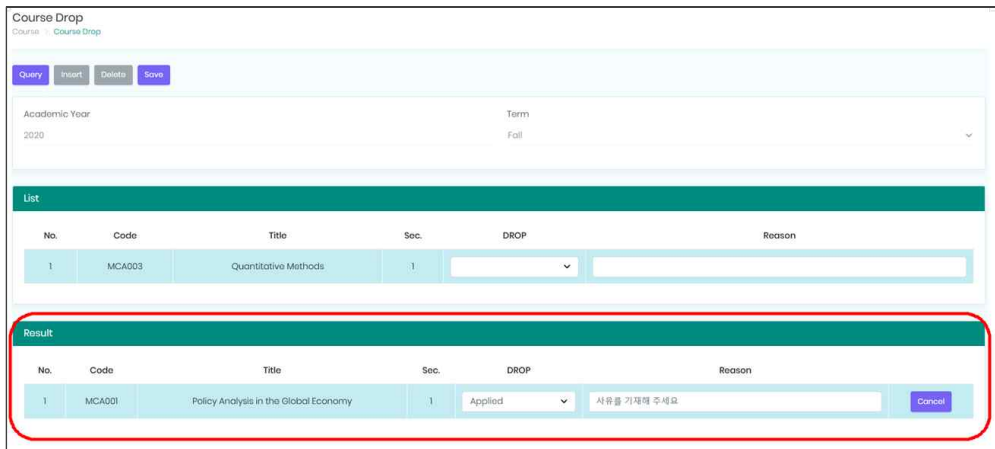 Course Drop
Course > Course Drop
Query Insert Delete Save
Academic Year Term
2020 Fall
List
No. Code Title Sec. DROP Reason
1 MCA003 Quantitative Methods 1
Result
No. Code Title Sec. DROP Reason
1 MCA001 Policy Analysis in the Global Economy 1 Applied 사유를 기재해 주세요 Cancel